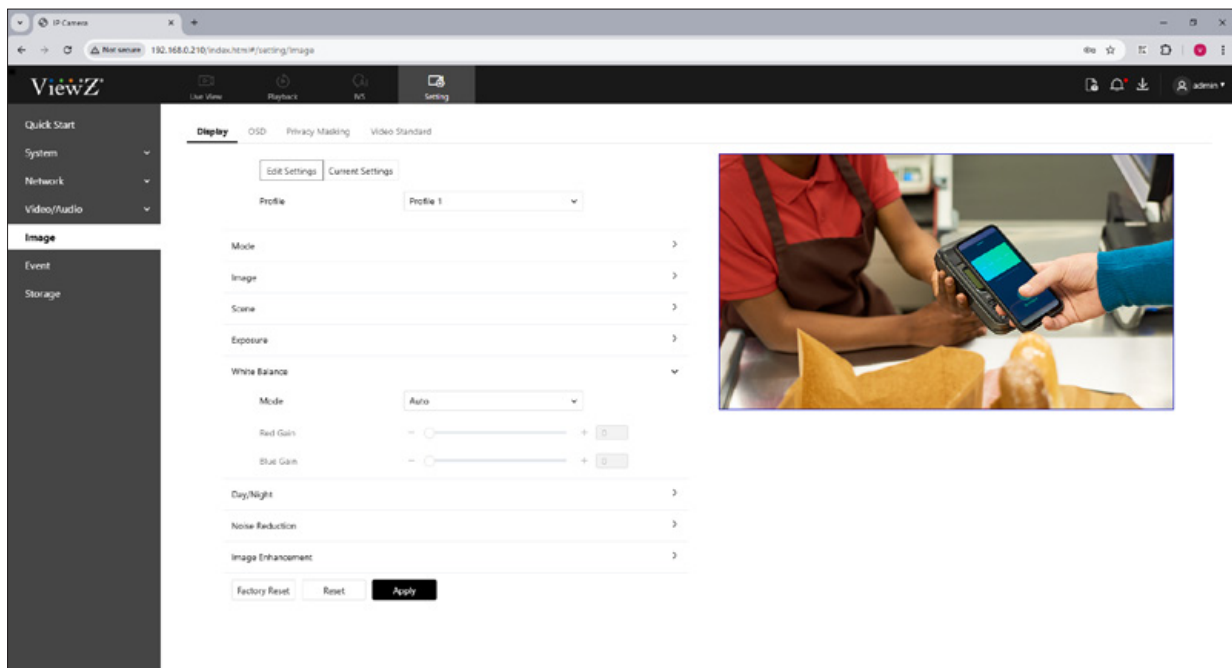 IP Camera
Not secure 192.168.0.210/index.html#/setting/image
ViewZ Live View Playback IVS Setting admin
Quick Start
System
Network
Video/Audio
Image
Event
Storage
Display OSD Privacy Masking Video Standard
Edit Settings Current Settings
Profile Profile 1
Mode
Image
Scene
Exposure
White Balance
Mode Auto
Red Gain 0
Blue Gain 0
Day/Night
Noise Reduction
Image Enhancement
Factory Reset Reset Apply